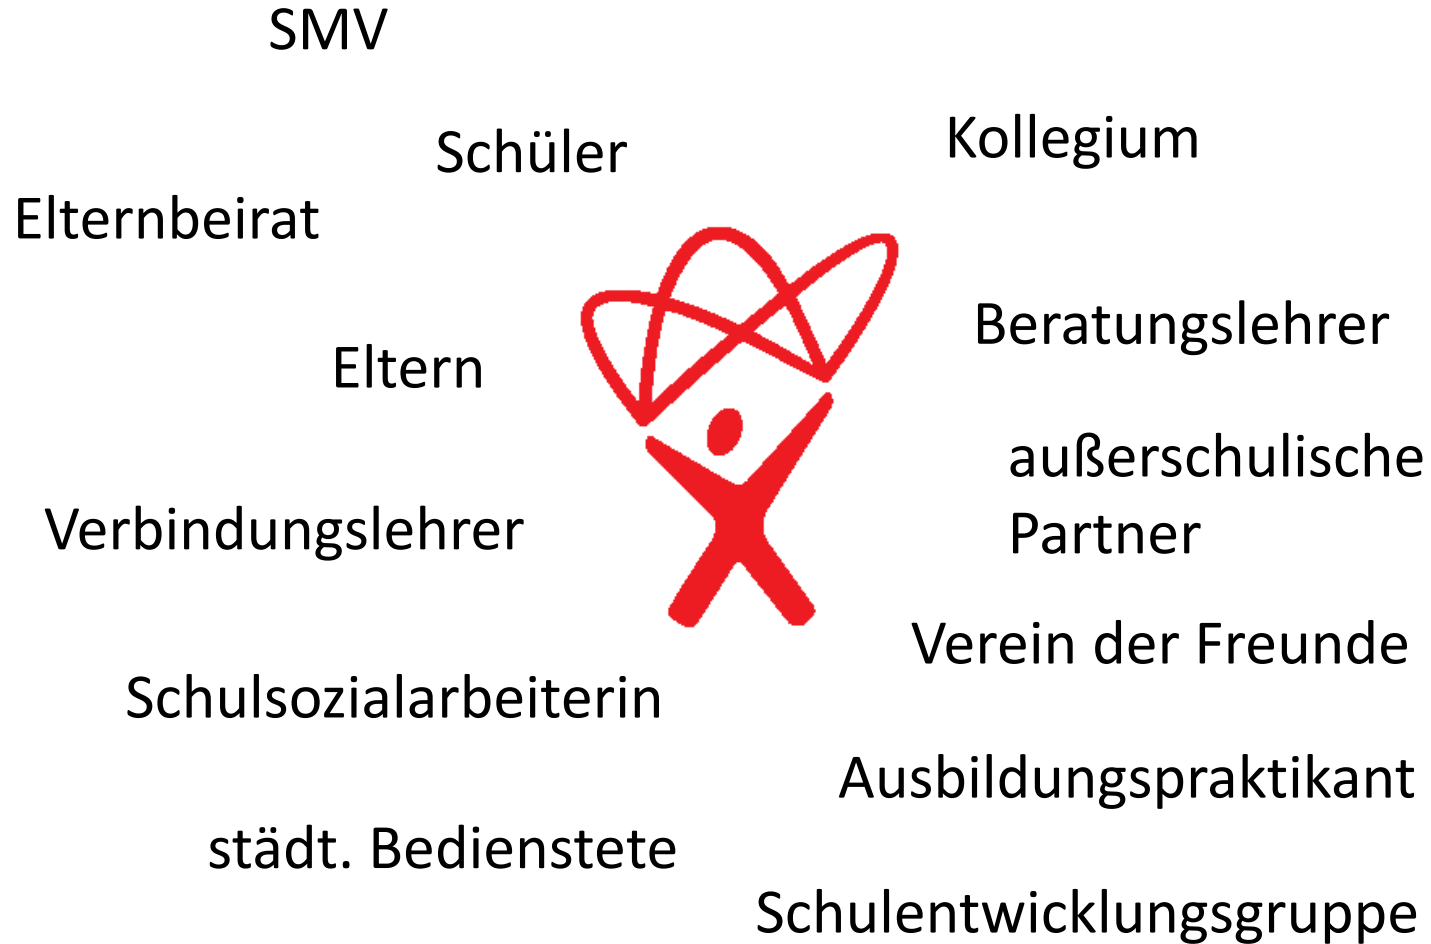 SMV
Schüler
Kollegium
Elternbeirat
Beratungslehrer
Eltern
außerschulische
Partner
Verbindungslehrer
Verein der Freunde
Schulsozialarbeiterin
Ausbildungspraktikant
städt. Bedienstete
Schulentwicklungsgruppe